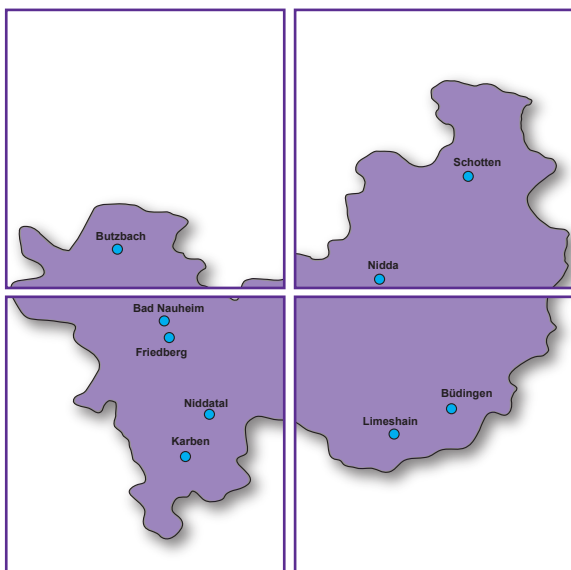 Schotten
Butzbach
Nidda
Bad Nauheim
Friedberg
Niddatal
Büdingen
Limeshain
Karben